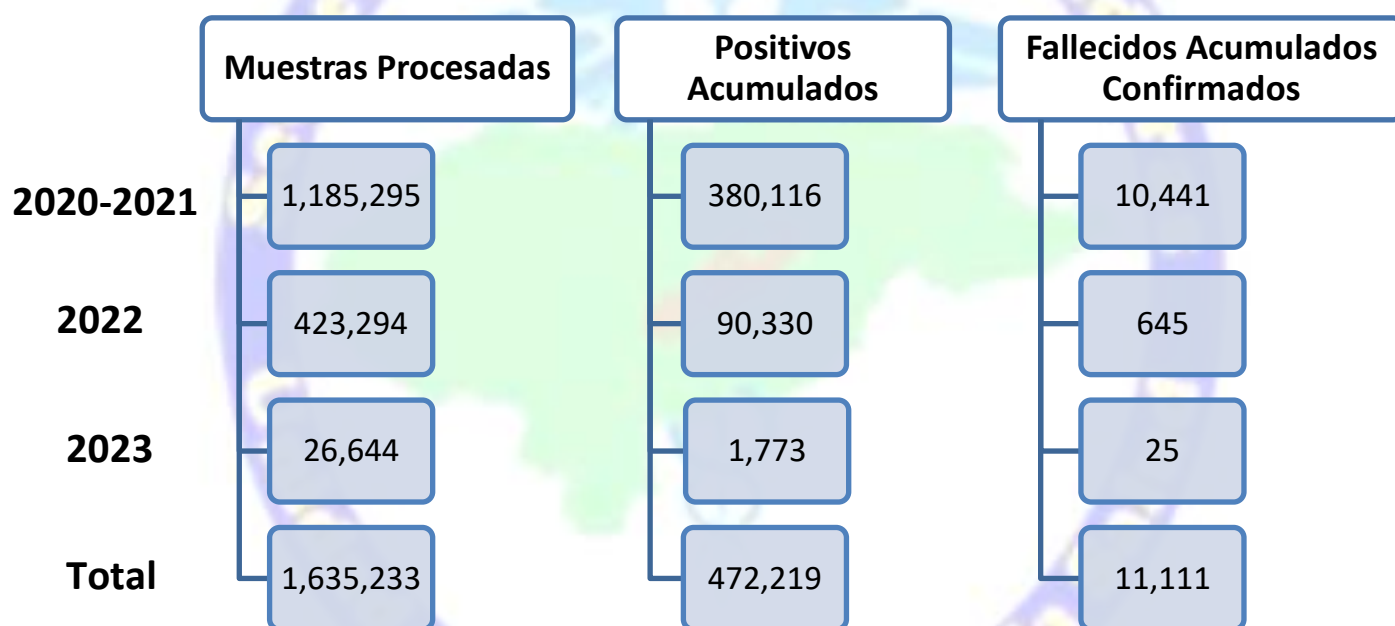 Muestras Procesadas
Positivos
Acumulados
Fallecidos Acumulados
Confirmados
2020-2021
1,185,295
380,116
10,441
2022
423,294
90,330
645
2023
26,644
1,773
25
Total
1,635,233
472,219
11,111